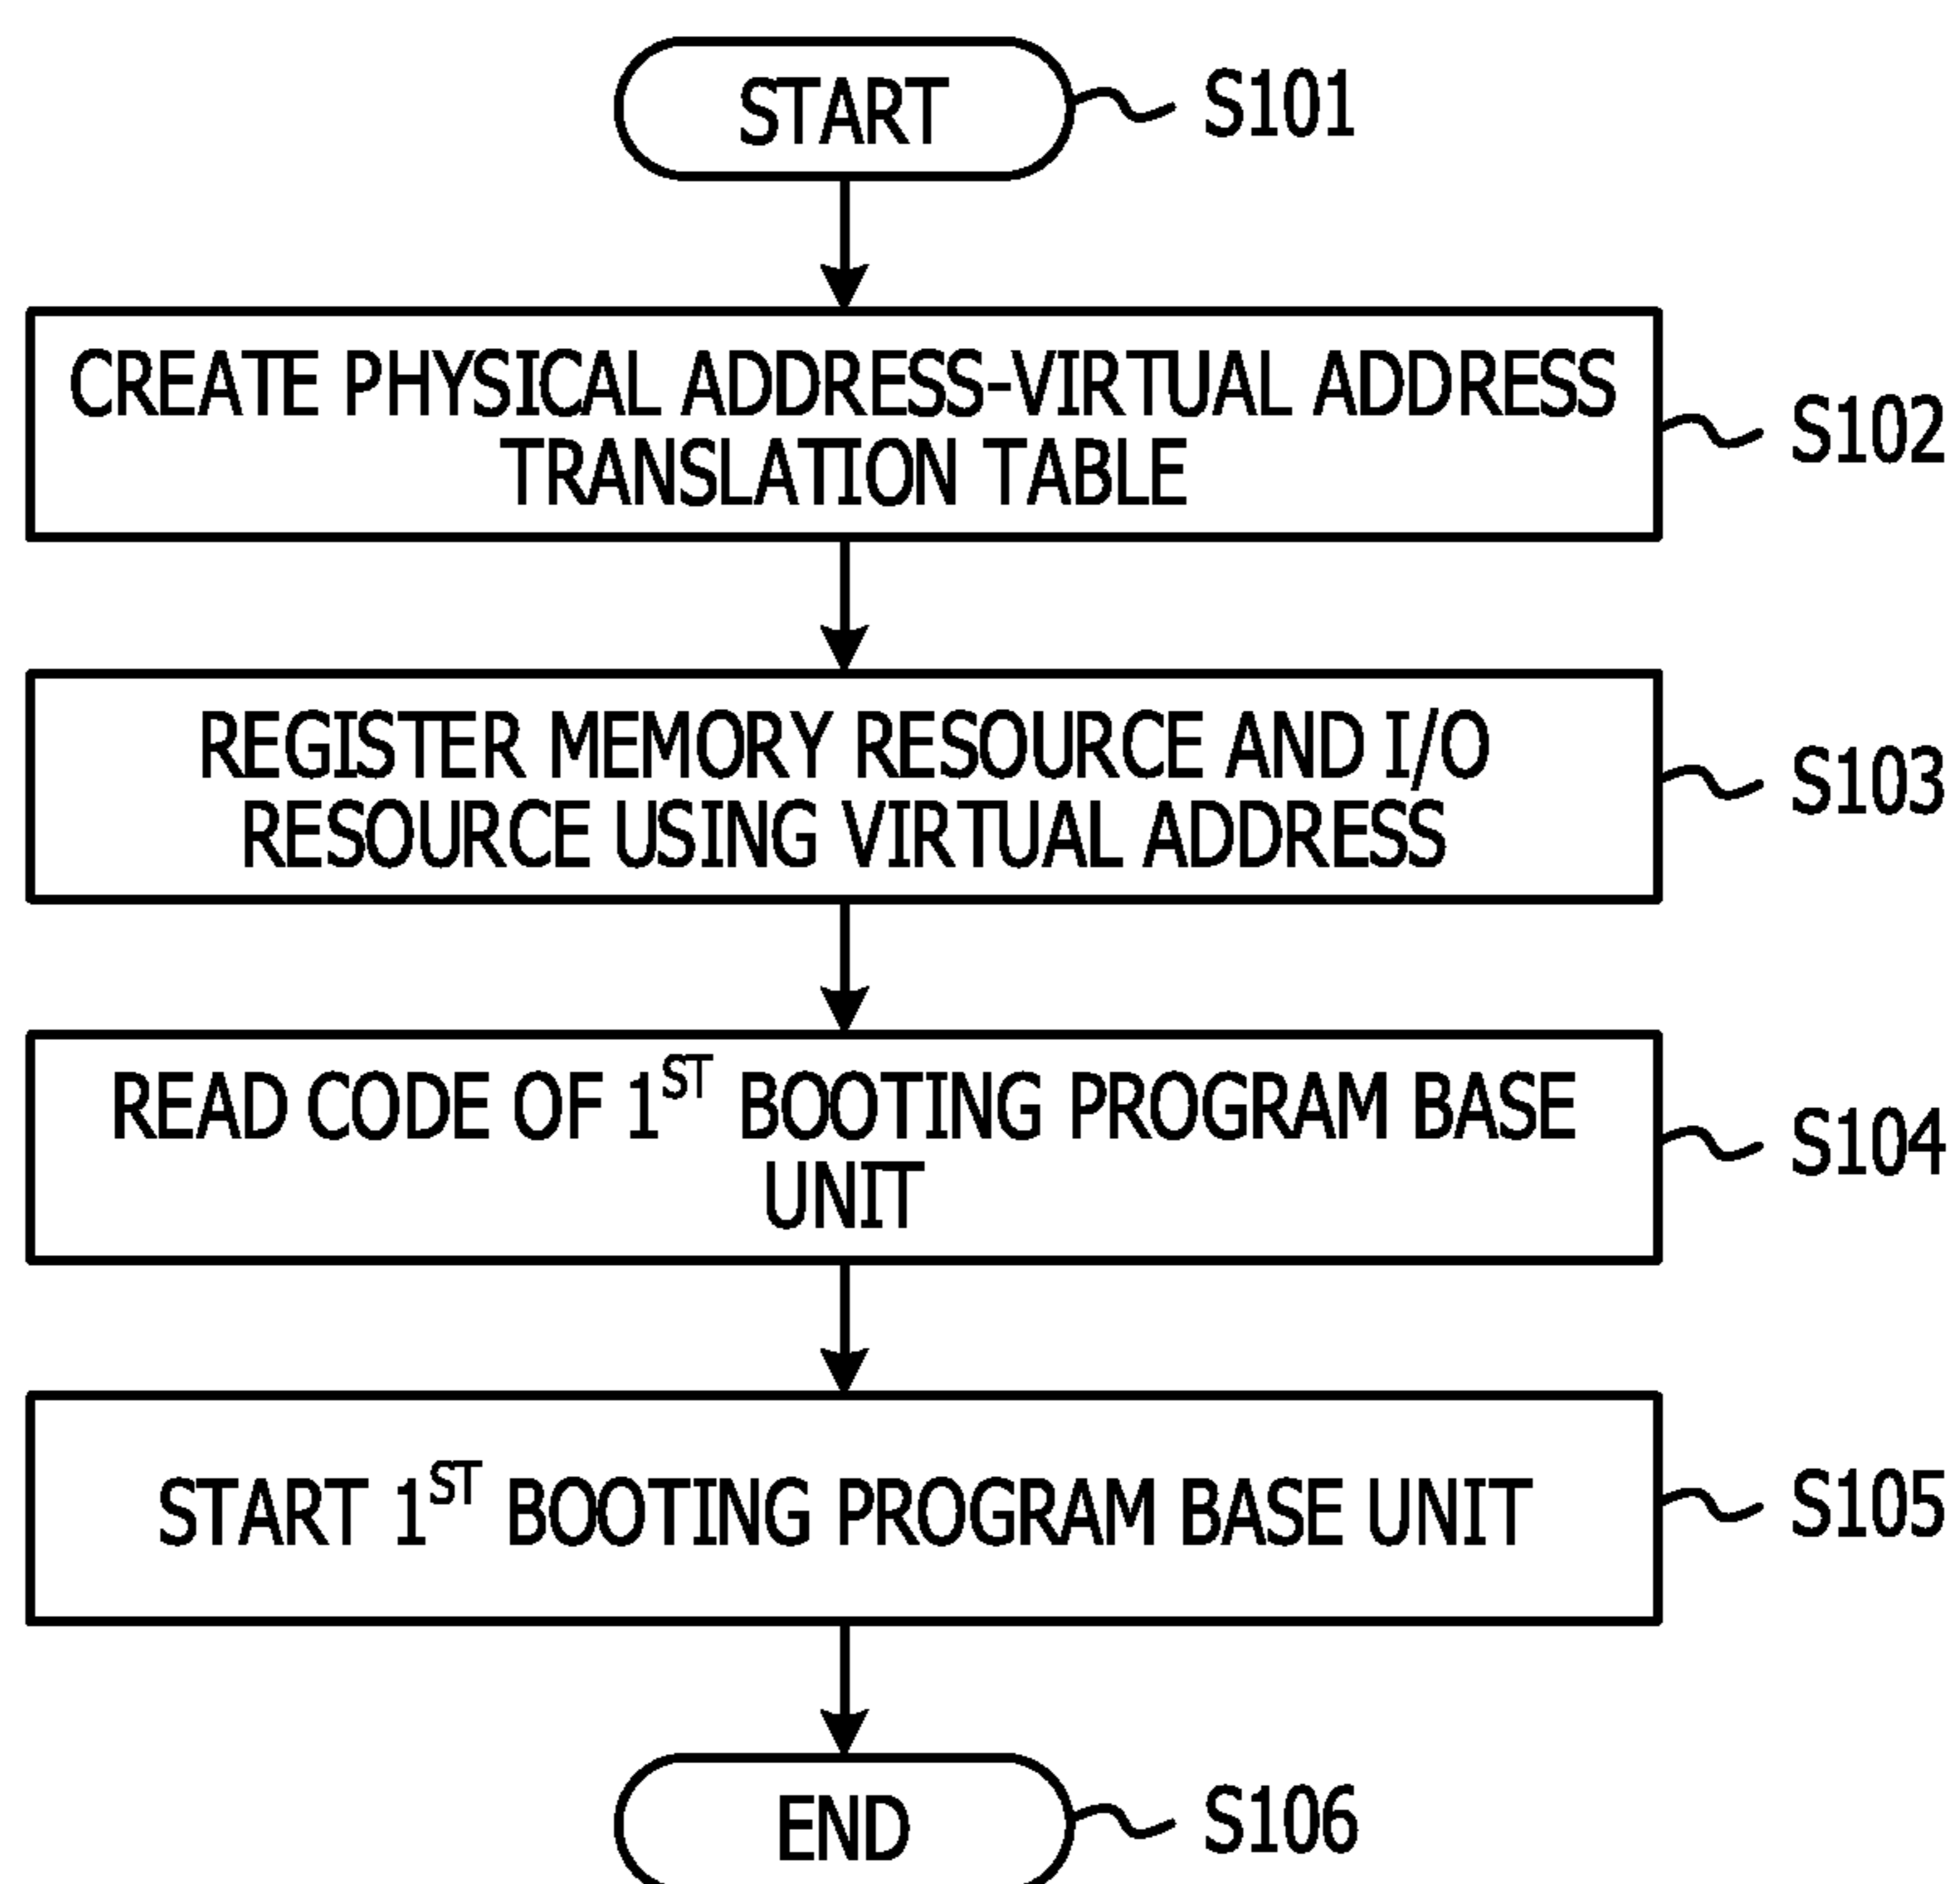 START
S101
CREATE PHYSICAL ADDRESS-VIRTUAL ADDRESS
TRANSLATION TABLE
S102
REGISTER MEMORY RESOURCE AND I/O
RESOURCE USING VIRTUAL ADDRESS
S103
READ CODE OF 1ST BOOTING PROGRAM BASE
UNIT
S104
START 1ST BOOTING PROGRAM BASE UNIT
S105
END
S106